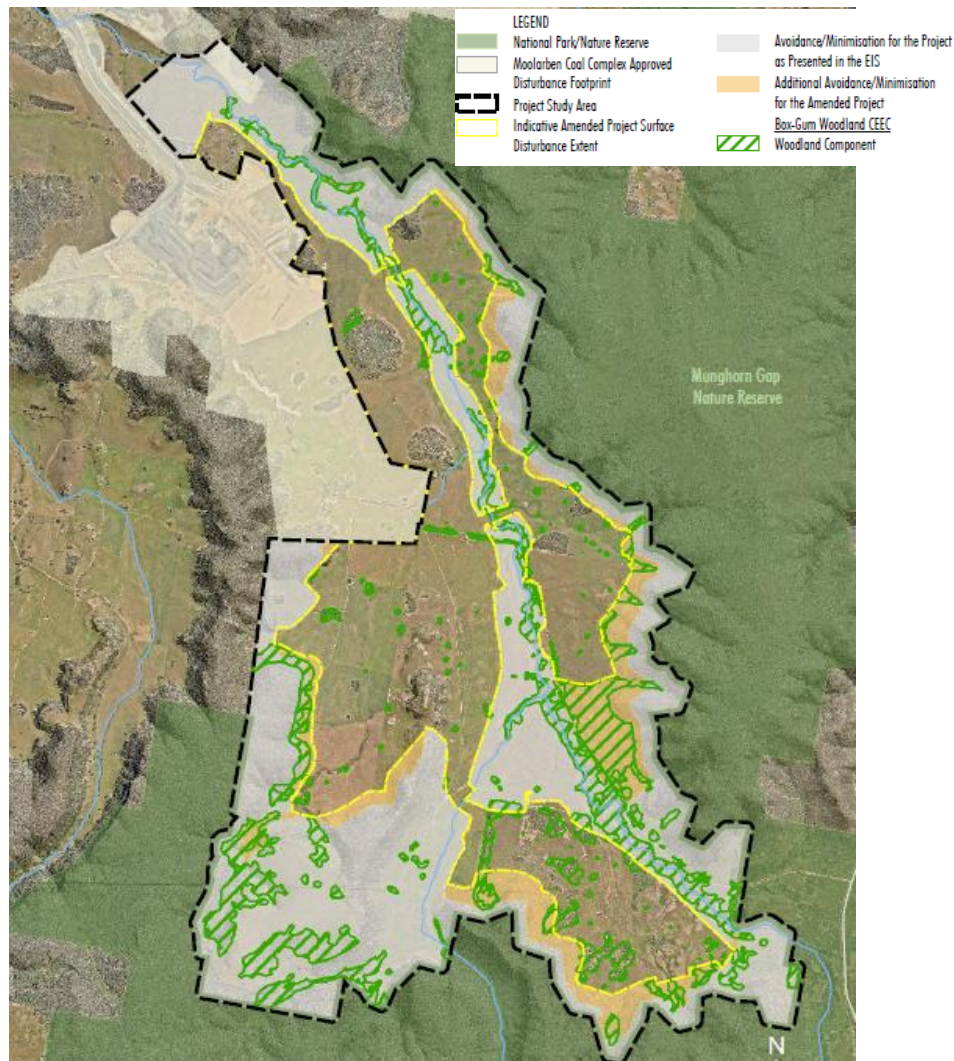 LEGEND
National Park/Nature Reserve
Moolarben Coal Complex Approved
Disturbance Footprint
Project Study Area
Indicative Amended Project Surface
Disturbance Extent
Avoidance/Minimisation for the Project
as Presented in the EIS
Additional Avoidance/Minimisation
for the Amended Project
Box-Gum Woodland CEEC
Woodland Component
Munghorn Gap
Nature Reserve
N